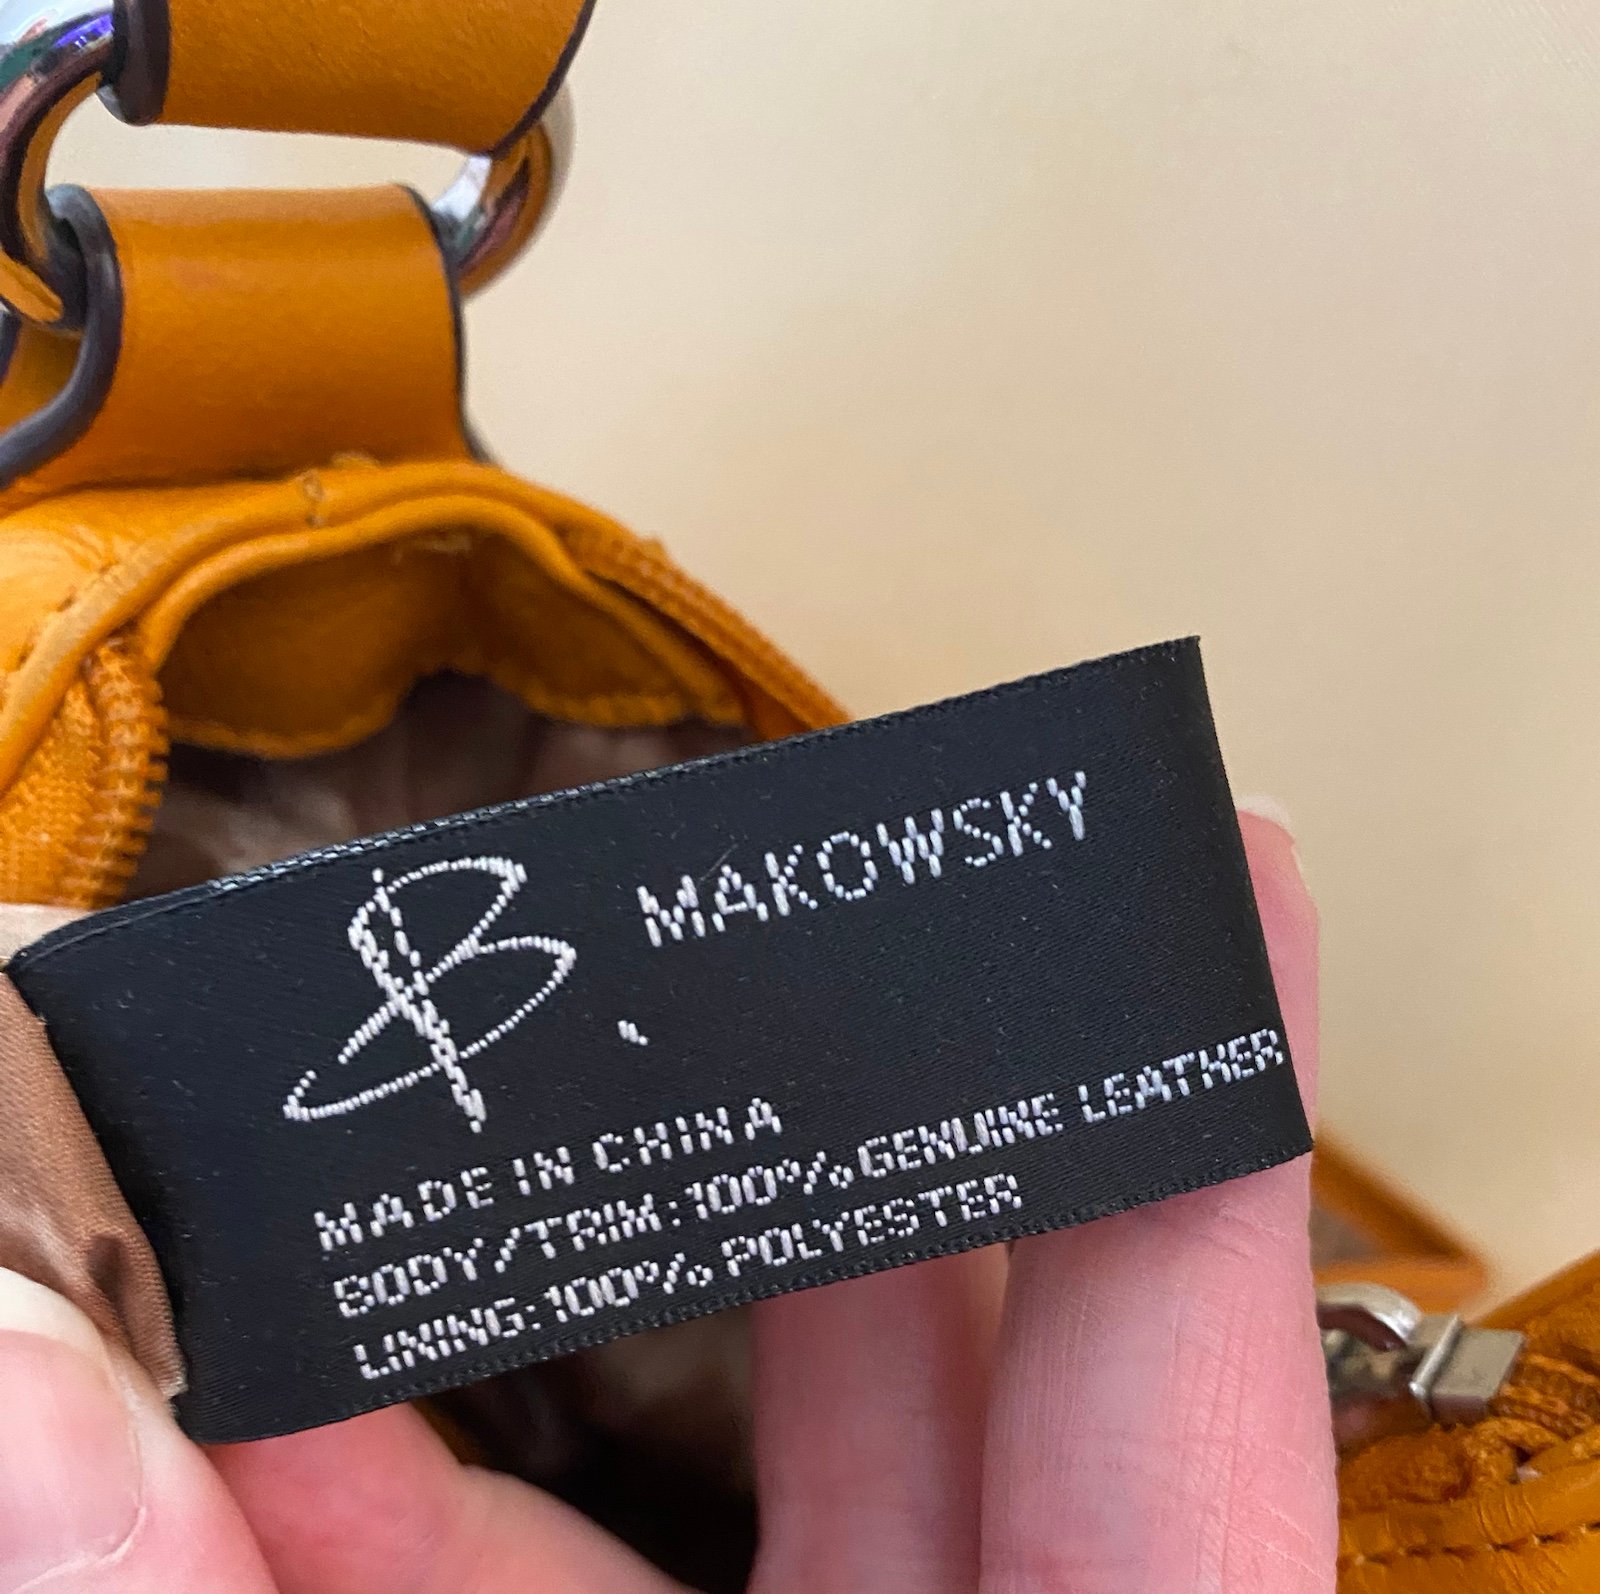 B. MAKOWSKY
MADE IN CHINA
BODY/TRIM:100%GENUINE LEATHER
LINING:100% POLYESTER